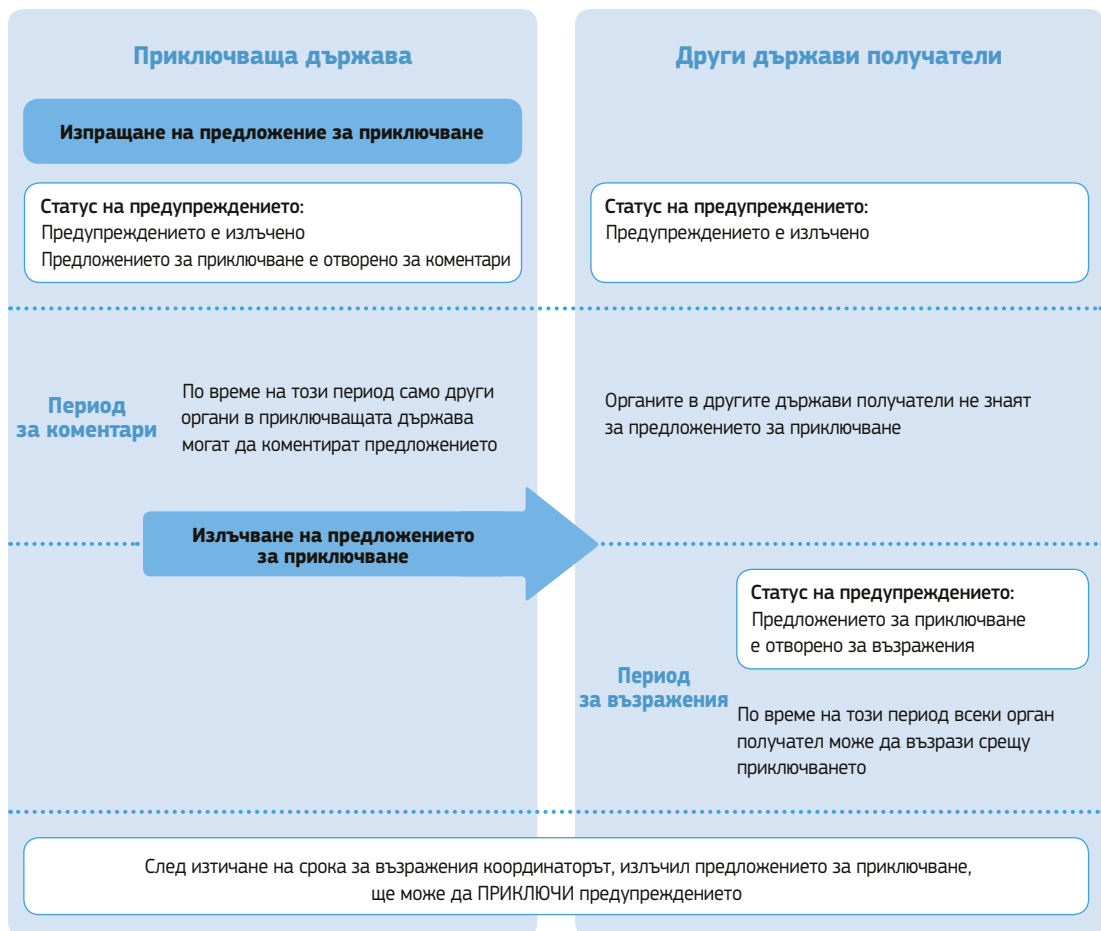 Приключваща държава
Други държави получатели
Изпращане на предложение за приключване
Статус на предупреждението:
Предупреждението е излъчено
Предложението за приключване е отворено за коментари
Статус на предупреждението:
Предупреждението е излъчено
Период
за коментари
По време на този период само други
органи в приключващата държава
могат да коментират предложението
Органите в другите държави получатели не знаят
за предложението за приключване
Излъчване на предложението
за приключване
Статус на предупреждението:
Предложението за приключване
е отворено за възражения
Период
за възражения
По време на този период всеки орган
получател може да възрази срещу
приключването
След изтичане на срока за възражения координаторът, излъчил предложението за приключване,
ще може да ПРИКЛЮЧИ предупреждението